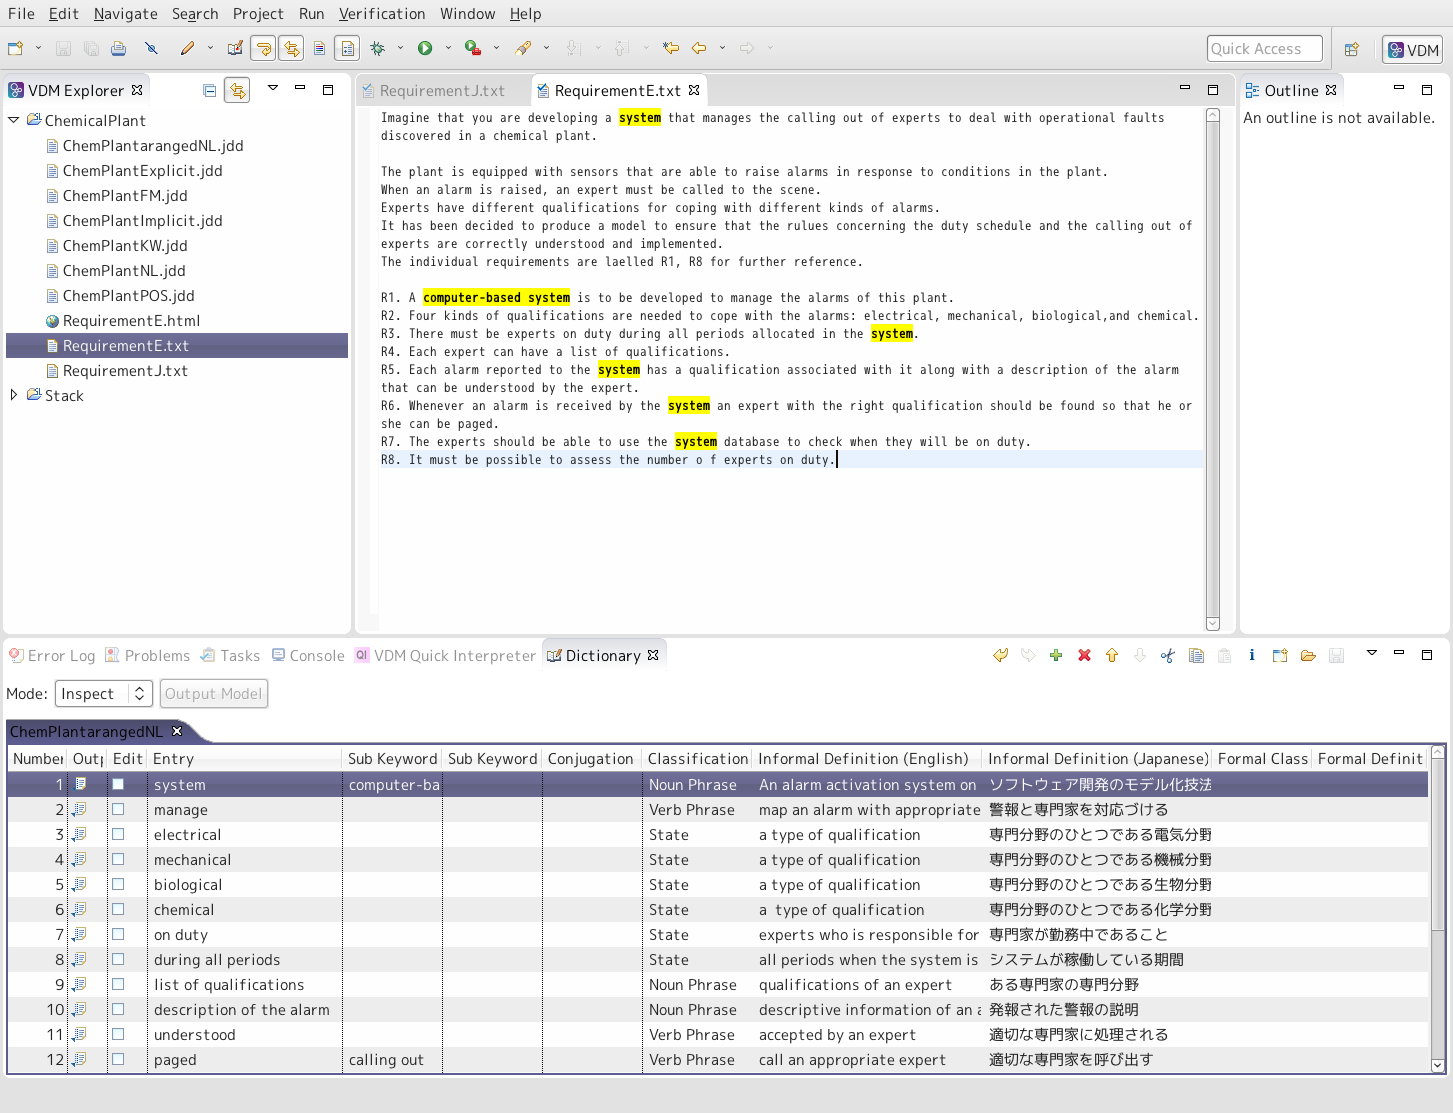 File Edit Navigate Search Project Run Verification Window Help
Quick Access VDM
VDM Explorer
ChemicalPlant
ChemPlantarangedNL.jdd
ChemPlantExplicit.jdd
ChemPlantFM.jdd
ChemPlantImplicit.jdd
ChemPlantKW.jdd
ChemPlantNL.jdd
ChemPlantPOS.jdd
RequirementE.html
RequirementE.txt
RequirementJ.txt
Stack
RequirementJ.txt RequirementE.txt
Imagine that you are developing a system that manages the calling out of experts to deal with operational faults
discovered in a chemical plant.
The plant is equipped with sensors that are able to raise alarms in response to conditions in the plant.
When an alarm is raised, an expert must be called to the scene.
Experts have different qualifications for coping with different kinds of alarms.
It has been decided to produce a model to ensure that the rulues concerning the duty schedule and the calling out of
experts are correctly understood and implemented.
The individual requirements are laelled R1, R8 for further reference.
R1. A computer-based system is to be developed to manage the alarms of this plant.
R2. Four kinds of qualifications are needed to cope with the alarms: electrical, mechanical, biological,and chemical.
R3. There must be experts on duty during all periods allocated in the system.
R4. Each expert can have a list of qualifications.
R5. Each alarm reported to the system has a qualification associated with it along with a description of the alarm
that can be understood by the expert.
R6. Whenever an alarm is received by the system an expert with the right qualification should be found so that he or
she can be paged.
R7. The experts should be able to use the system database to check when they will be on duty.
R8. It must be possible to assess the number o f experts on duty.
Outline
An outline is not available.
Error Log Problems Tasks Console VDM Quick Interpreter Dictionary
Mode: Inspect Output Model
ChemPlantarangedNL
Number Outp Edit Entry Sub Keyword Sub Keyword Conjugation Classification Informal Definition (English) Informal Definition (Japanese) Formal Class Formal Definit
1 system computer-ba Noun Phrase An alarm activation system on ソフトウェア開発のモデル化技法
2 manage Verb Phrase map an alarm with appropriate 警報と専門家を対応づける
3 electrical State a type of qualification 専門分野のひとつである電気分野
4 mechanical State a type of qualification 専門分野のひとつである機械分野
5 biological State a type of qualification 専門分野のひとつである生物分野
6 chemical State a type of qualification 専門分野のひとつである化学分野
7 on duty State experts who is responsible for 専門家が勤務中であること
8 during all periods State all periods when the system is システムが稼働している期間
9 list of qualifications Noun Phrase qualifications of an expert ある専門家の専門分野
10 description of the alarm Noun Phrase descriptive information of an a 発報された警報の説明
11 understood Verb Phrase accepted by an expert 適切な専門家に処理される
12 paged calling out Verb Phrase call an appropriate expert 適切な専門家を呼び出す